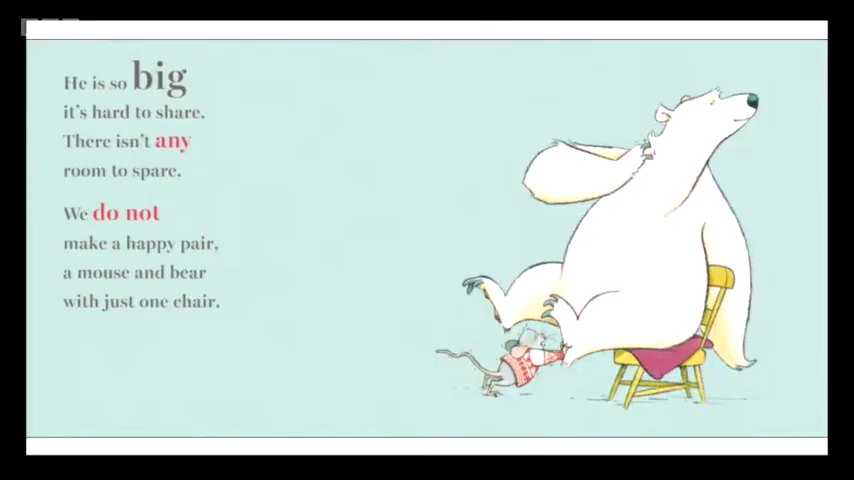 He is so big
it's hard to share.
There isn't any
room to spare.
We do not
make a happy pair,
a mouse and bear
with just one chair.